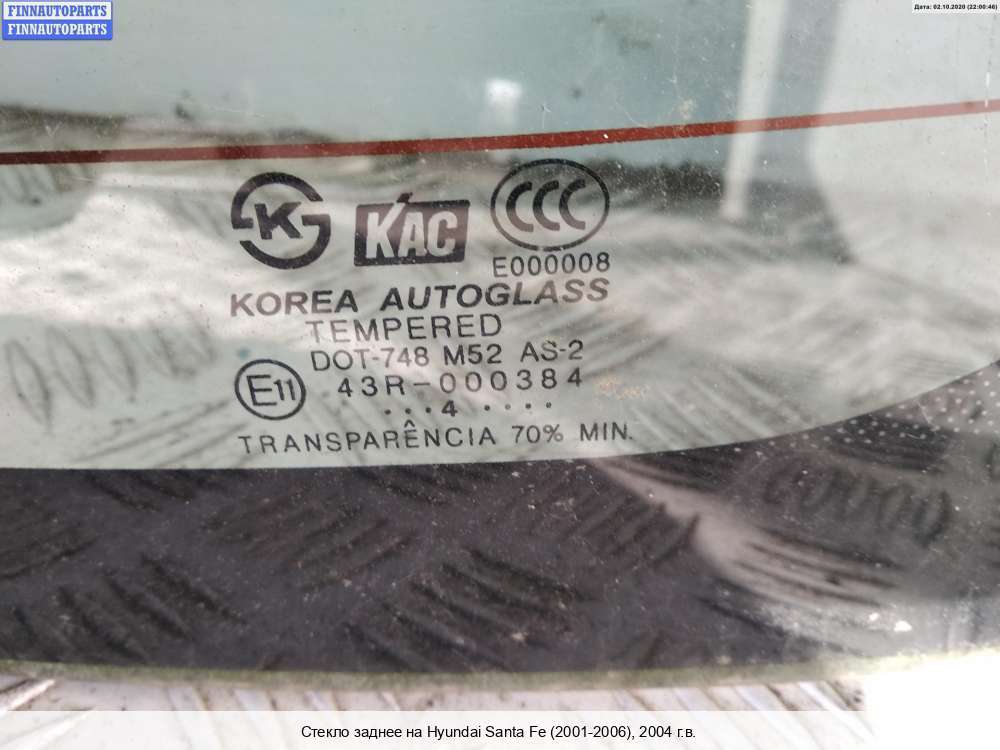 FINNAUTOPARTS
FINNAUTOPARTS
Дата: 02.10.2020 (22:00:46)
K
KAC
CCC
E000008
KOREA AUTOGLASS
TEMPERED
DOT-748 M52 AS-2
E11 43R-000384
...4 ....
TRANSPARÊNCIA 70% MIN.
Стекло заднее на Hyundai Santa Fe (2001-2006), 2004 г.в.